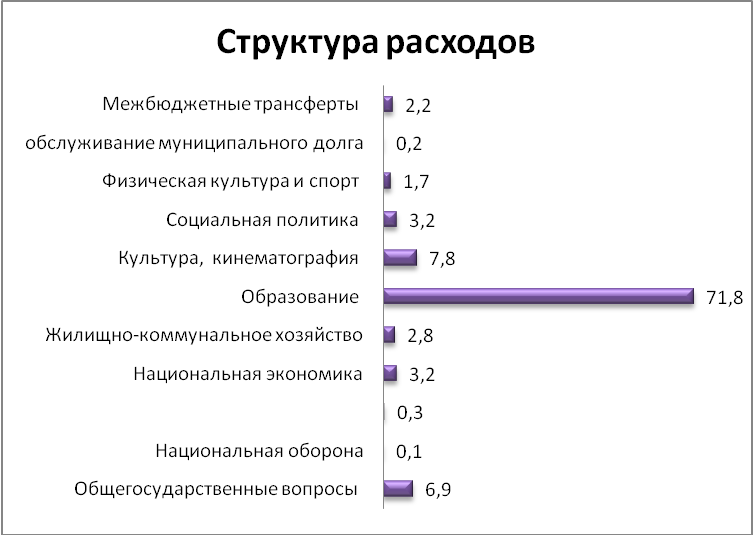 Структура расходов
Межбюджетные трансферты 2,2
обслуживание муниципального долга 0,2
Физическая культура и спорт 1,7
Социальная политика 3,2
Культура, кинематография 7,8
Образование 71,8
Жилищно-коммунальное хозяйство 2,8
Национальная экономика 3,2
0,3
Национальная оборона 0,1
Общегосударственные вопросы 6,9